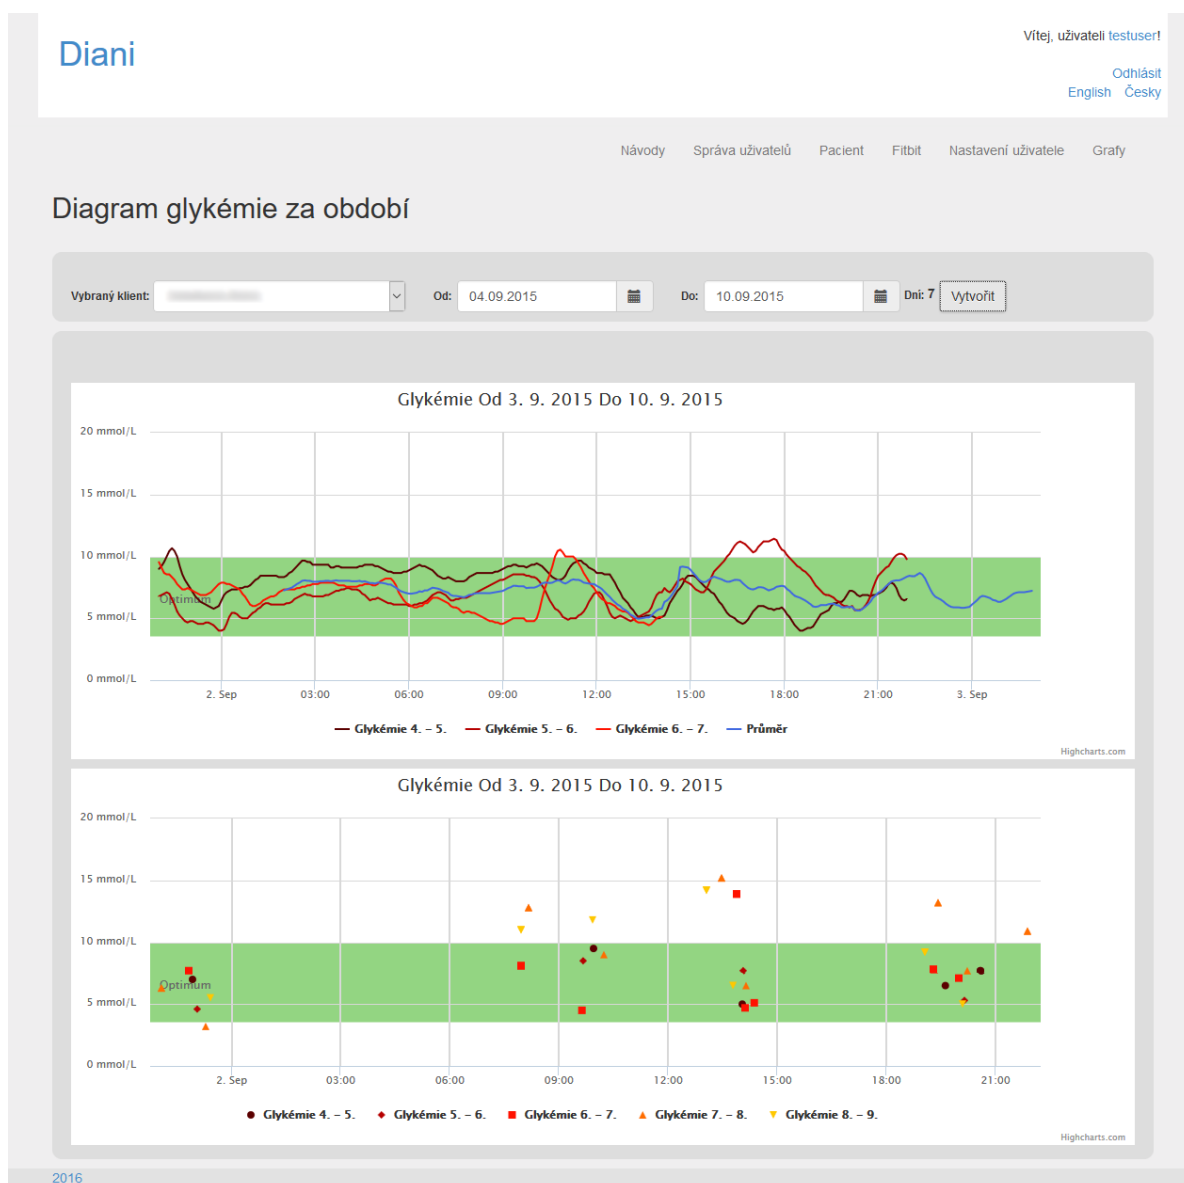 Diani
Vítej, uživateli testuser!
Odhlásit
English Česky
Návody Správa uživatelů Pacient Fitbit Nastavení uživatele Grafy
Diagram glykémie za období
Vybraný klient: Od: 04.09.2015 Do: 10.09.2015 Dní: 7 Vytvořit
Glykémie Od 3. 9. 2015 Do 10. 9. 2015
20 mmol/L
15 mmol/L
10 mmol/L
Optimum
5 mmol/L
0 mmol/L
2. Sep 03:00 06:00 09:00 12:00 15:00 18:00 21:00 3. Sep
Glykémie 4. – 5. Glykémie 5. – 6. Glykémie 6. – 7. Průměr
Highcharts.com
Glykémie Od 3. 9. 2015 Do 10. 9. 2015
20 mmol/L
15 mmol/L
10 mmol/L
Optimum
5 mmol/L
0 mmol/L
2. Sep 03:00 06:00 09:00 12:00 15:00 18:00 21:00
Glykémie 4. – 5. Glykémie 5. – 6. Glykémie 6. – 7. Glykémie 7. – 8. Glykémie 8. – 9.
Highcharts.com
2016